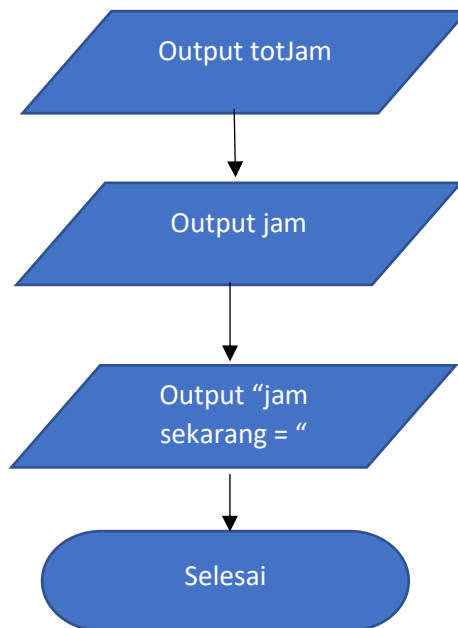 Output totJam
Output jam
Output “jam
sekarang = “
Selesai